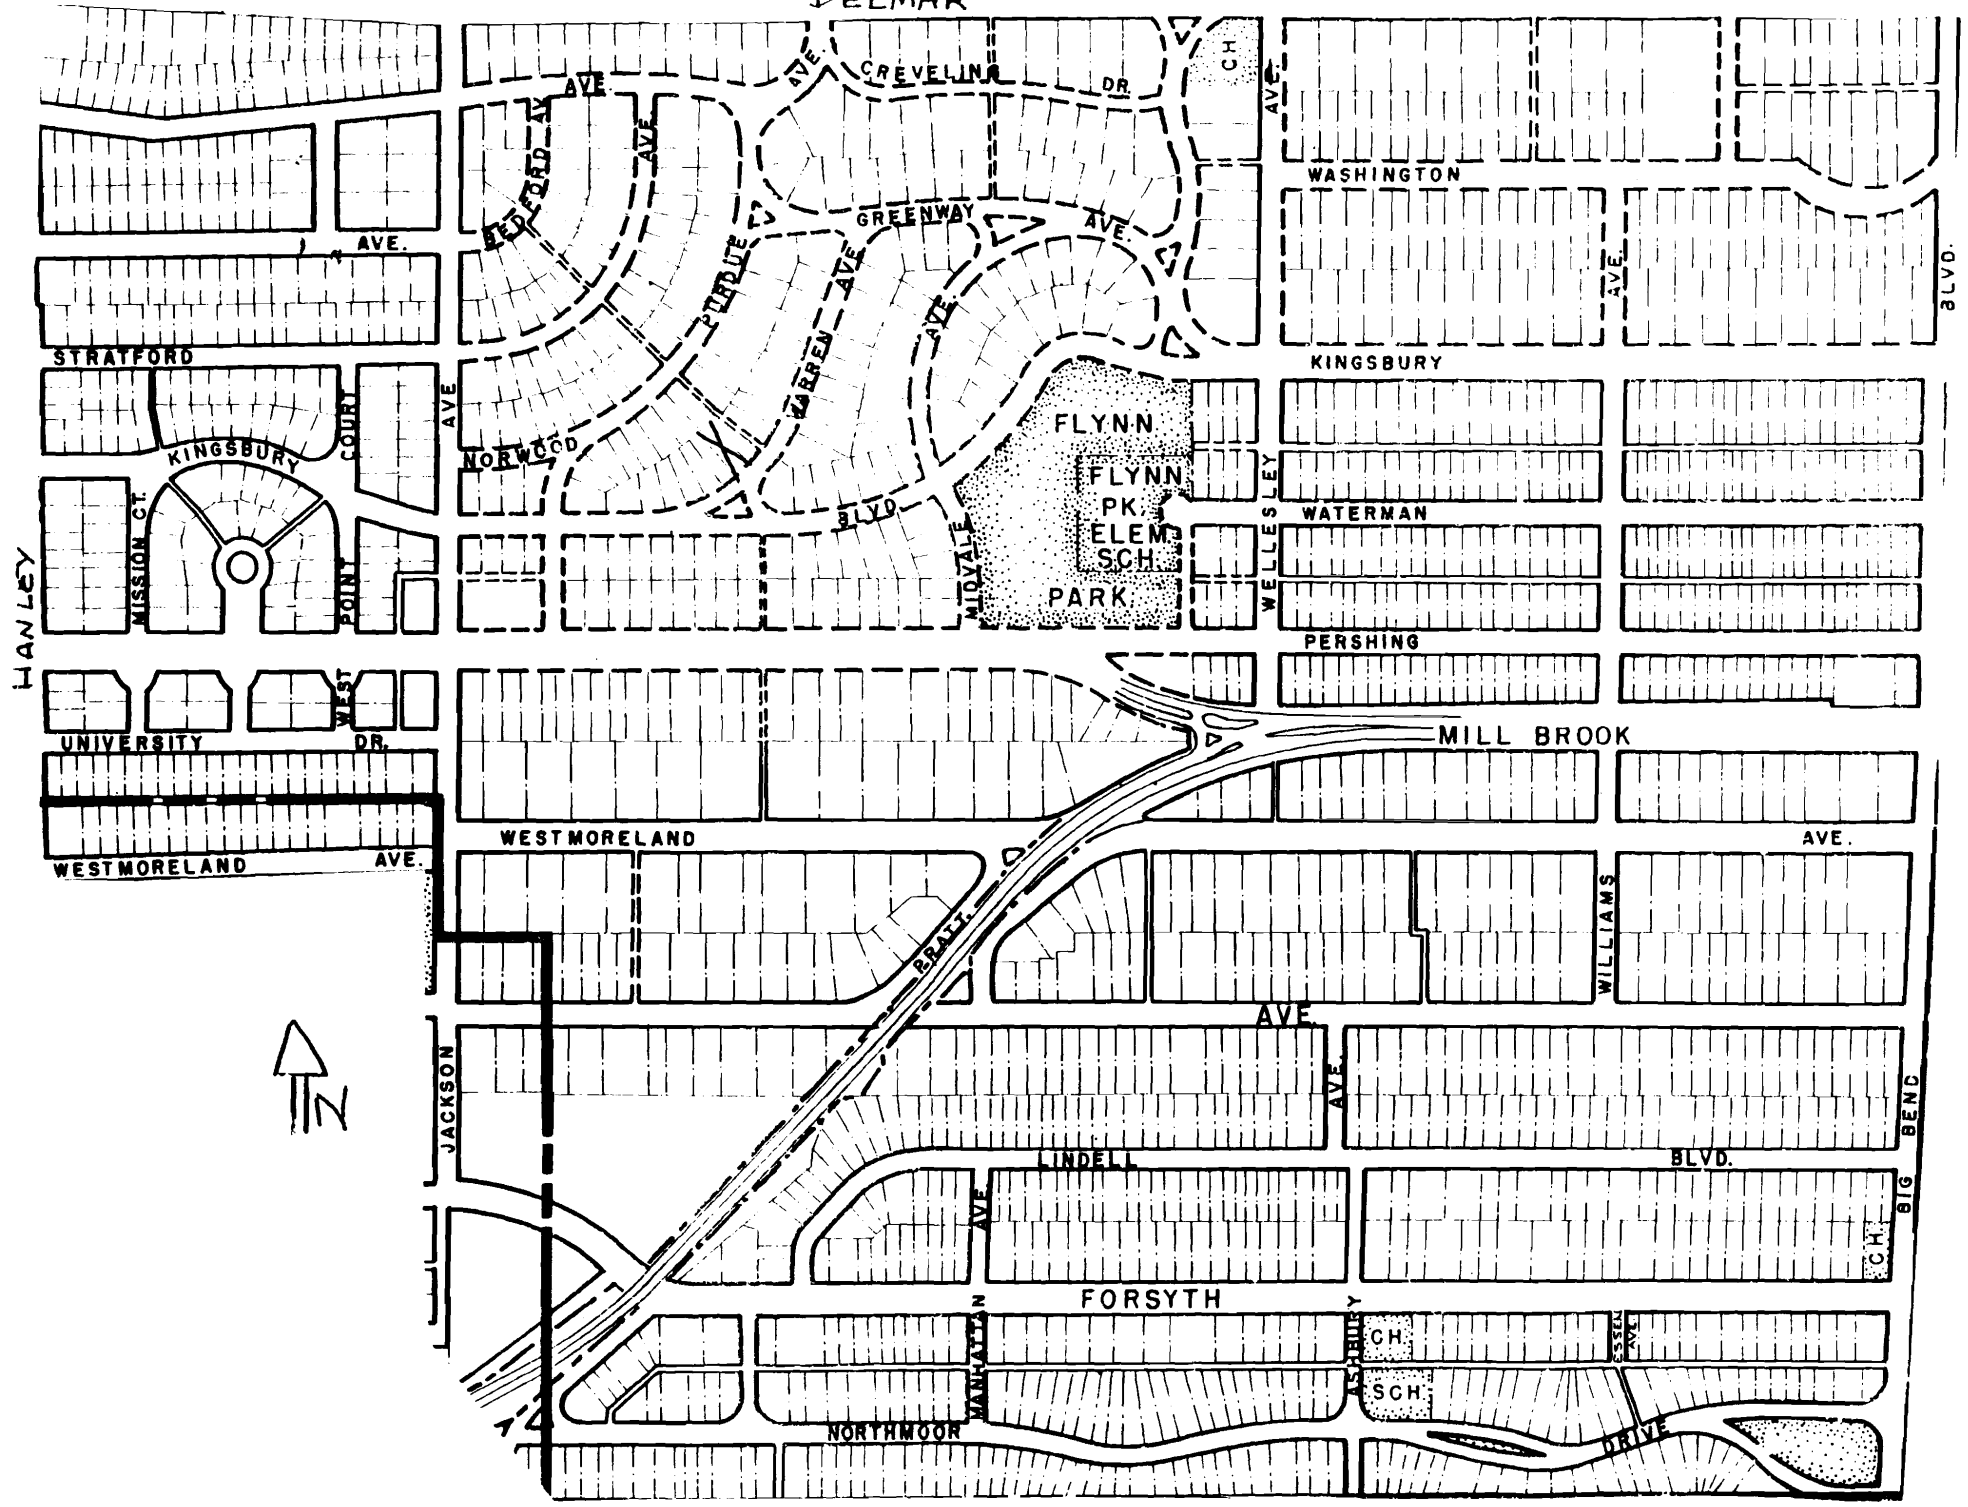 DELMAR
CH
AVE.
CREVELING
DR.
AVE.
AVE.
BEDFORD AV.
AVE.
WASHINGTON
GREENWAY
AVE.
AVE.
PURDUE
WARREN AVE.
AVE.
AVE.
BLVD.
STRATFORD
KINGSBURY
COURT
AVE
NORWOOD
KINGSBURY
FLYNN
FLYNN
PK.
ELEM
SCH.
PARK
WELLESLEY
WATERMAN
BLVD.
MIDVALE
MISSION CT.
POINT
HANLEY
PERSHING
WEST
UNIVERSITY DR.
MILL BROOK
WESTMORELAND
AVE.
WESTMORELAND AVE.
PRATT
WILLIAMS
AVE.
JACKSON
N
AVE.
BIG BEND
LINDELL
BLVD.
AVE
CH.
FORSYTH
MANHATTAN
ASHBURY
CH.
ESSEN AVE.
SCH.
NORTHMOOR
DRIVE